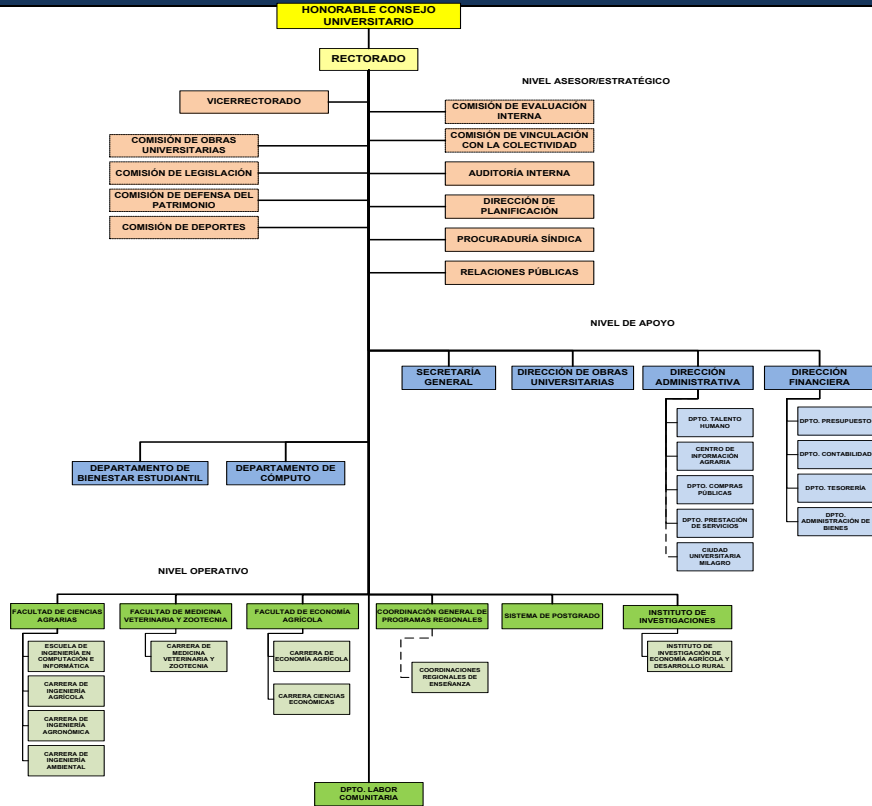 HONORABLE CONSEJO
UNIVERSITARIO
RECTORADO
NIVEL ASESOR/ESTRATÉGICO
VICERRECTORADO
COMISIÓN DE EVALUACIÓN
INTERNA
COMISIÓN DE OBRAS
UNIVERSITARIAS
COMISIÓN DE VINCULACIÓN
CON LA COLECTIVIDAD
COMISIÓN DE LEGISLACIÓN
AUDITORÍA INTERNA
COMISIÓN DE DEFENSA DEL
PATRIMONIO
DIRECCIÓN DE
PLANIFICACIÓN
COMISIÓN DE DEPORTES
PROCURADURÍA SÍNDICA
RELACIONES PÚBLICAS
NIVEL DE APOYO
SECRETARÍA
GENERAL
DIRECCIÓN DE OBRAS
UNIVERSITARIAS
DIRECCIÓN
ADMINISTRATIVA
DIRECCIÓN
FINANCIERA
DPTO. TALENTO
HUMANO
CENTRO DE
INFORMACIÓN
AGRARIA
DPTO. COMPRAS
PÚBLICAS
DPTO. PRESTACIÓN
DE SERVICIOS
CIUDAD
UNIVERSITARIA
MILAGRO
DPTO. PRESUPUESTO
DPTO. CONTABILIDAD
DPTO. TESORERÍA
DPTO.
ADMINISTRACIÓN DE
BIENES
DEPARTAMENTO DE
BIENESTAR ESTUDIANTIL
DEPARTAMENTO DE
CÓMPUTO
NIVEL OPERATIVO
FACULTAD DE CIENCIAS
AGRARIAS
FACULTAD DE MEDICINA
VETERINARIA Y ZOOTECNIA
FACULTAD DE ECONOMÍA
AGRÍCOLA
COORDINACIÓN GENERAL DE
PROGRAMAS REGIONALES
SISTEMA DE POSTGRADO
INSTITUTO DE
INVESTIGACIONES
ESCUELA DE
INGENIERÍA EN
COMPUTACIÓN E
INFORMÁTICA
CARRERA DE
INGENIERÍA
AGRÍCOLA
CARRERA DE
INGENIERÍA
AGRONÓMICA
CARRERA DE
INGENIERÍA
AMBIENTAL
CARRERA DE
MEDICINA
VETERINARIA Y
ZOOTECNIA
CARRERA DE
ECONOMÍA AGRÍCOLA
CARRERA CIENCIAS
ECONÓMICAS
COORDINACIONES
REGIONALES DE
ENSEÑANZA
INSTITUTO DE
INVESTIGACIÓN DE
ECONOMÍA AGRÍCOLA Y
DESARROLLO RURAL
DPTO. LABOR
COMUNITARIA